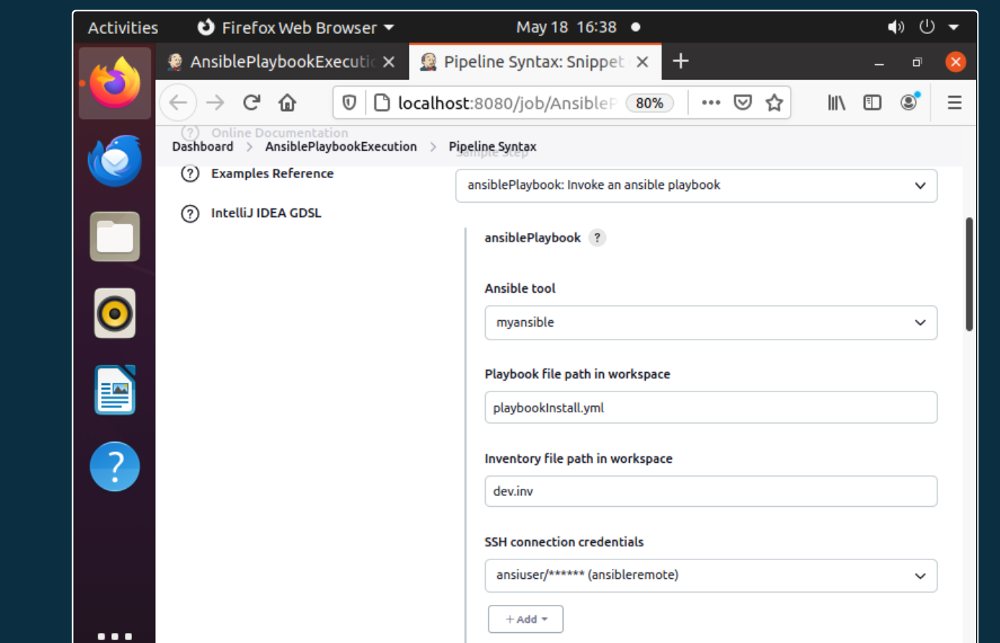 Activities
Firefox Web Browser
May 18 16:38
AnsiblePlaybookExecutio
Pipeline Syntax: Snippet
localhost:8080/job/AnsibleP
80%
Online Documentation
Dashboard > AnsiblePlaybookExecution > Pipeline Syntax
Sample Step
Examples Reference
ansiblePlaybook: Invoke an ansible playbook
IntelliJ IDEA GDSL
ansiblePlaybook ?
Ansible tool
myansible
Playbook file path in workspace
playbookInstall.yml
Inventory file path in workspace
dev.inv
SSH connection credentials
ansiuser/****** (ansibleremote)
+ Add